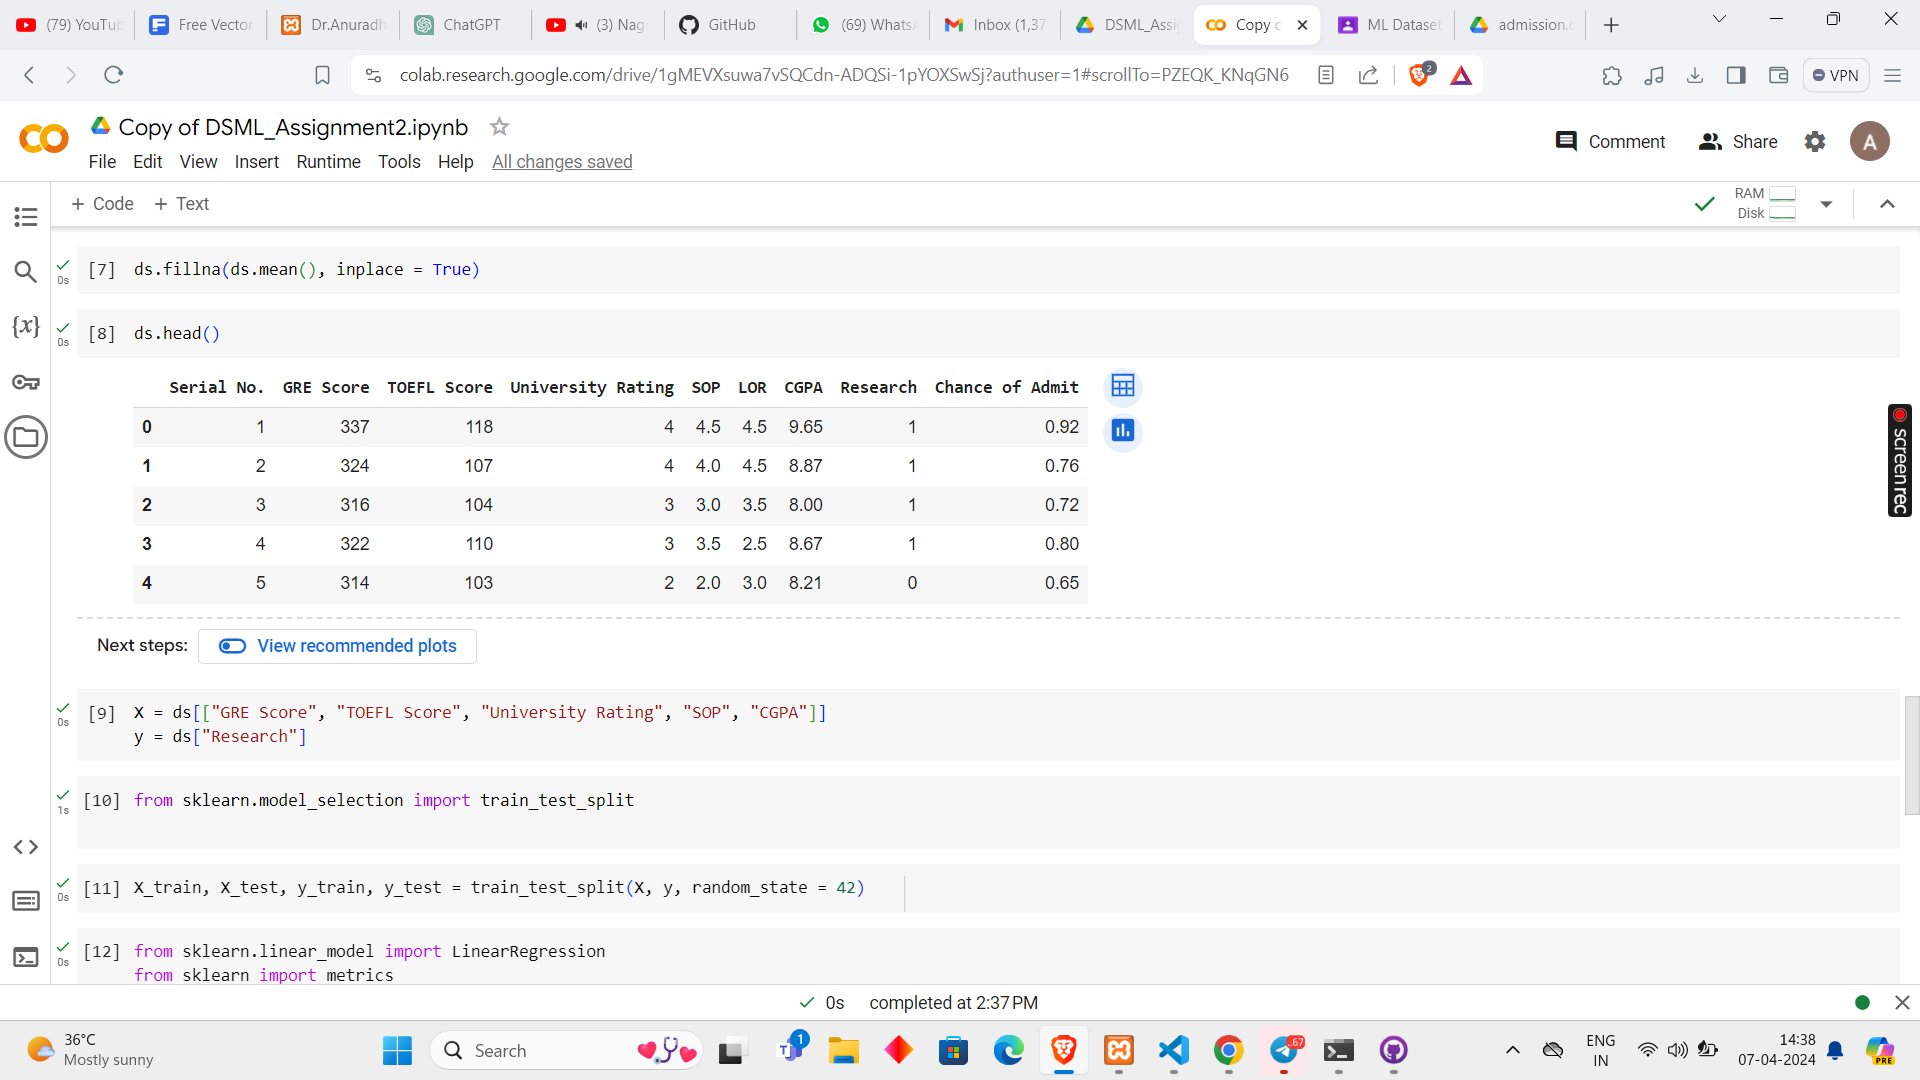 (79) YouTub
Free Vector
Dr.Anuradh
ChatGPT
(3) Nag
GitHub
(69) Whats
Inbox (1,37
DSML_Assig
Copy c
ML Dataset
admission.c
colab.research.google.com/drive/1gMEVXsuwa7vSQCdn-ADQSi-1pYOXSwSj?authuser=1#scrollTo=PZEQK_KNqGN6
2
VPN
Copy of DSML_Assignment2.ipynb
File Edit View Insert Runtime Tools Help All changes saved
Comment
Share
A
+ Code + Text
RAM
Disk
0s [7] ds.fillna(ds.mean(), inplace = True)
0s [8] ds.head()
Serial No. GRE Score TOEFL Score University Rating SOP LOR CGPA Research Chance of Admit
0 1 337 118 4 4.5 4.5 9.65 1 0.92
1 2 324 107 4 4.0 4.5 8.87 1 0.76
2 3 316 104 3 3.0 3.5 8.00 1 0.72
3 4 322 110 3 3.5 2.5 8.67 1 0.80
4 5 314 103 2 2.0 3.0 8.21 0 0.65
screenrec
Next steps: View recommended plots
0s [9] X = ds[["GRE Score", "TOEFL Score", "University Rating", "SOP", "CGPA"]]
y = ds["Research"]
1s [10] from sklearn.model_selection import train_test_split
0s [11] X_train, X_test, y_train, y_test = train_test_split(X, y, random_state = 42)
0s [12] from sklearn.linear_model import LinearRegression
from sklearn import metrics
0s completed at 2:37 PM
36°C
Mostly sunny
Search
1
67
ENG
IN
14:38
07-04-2024
PRE